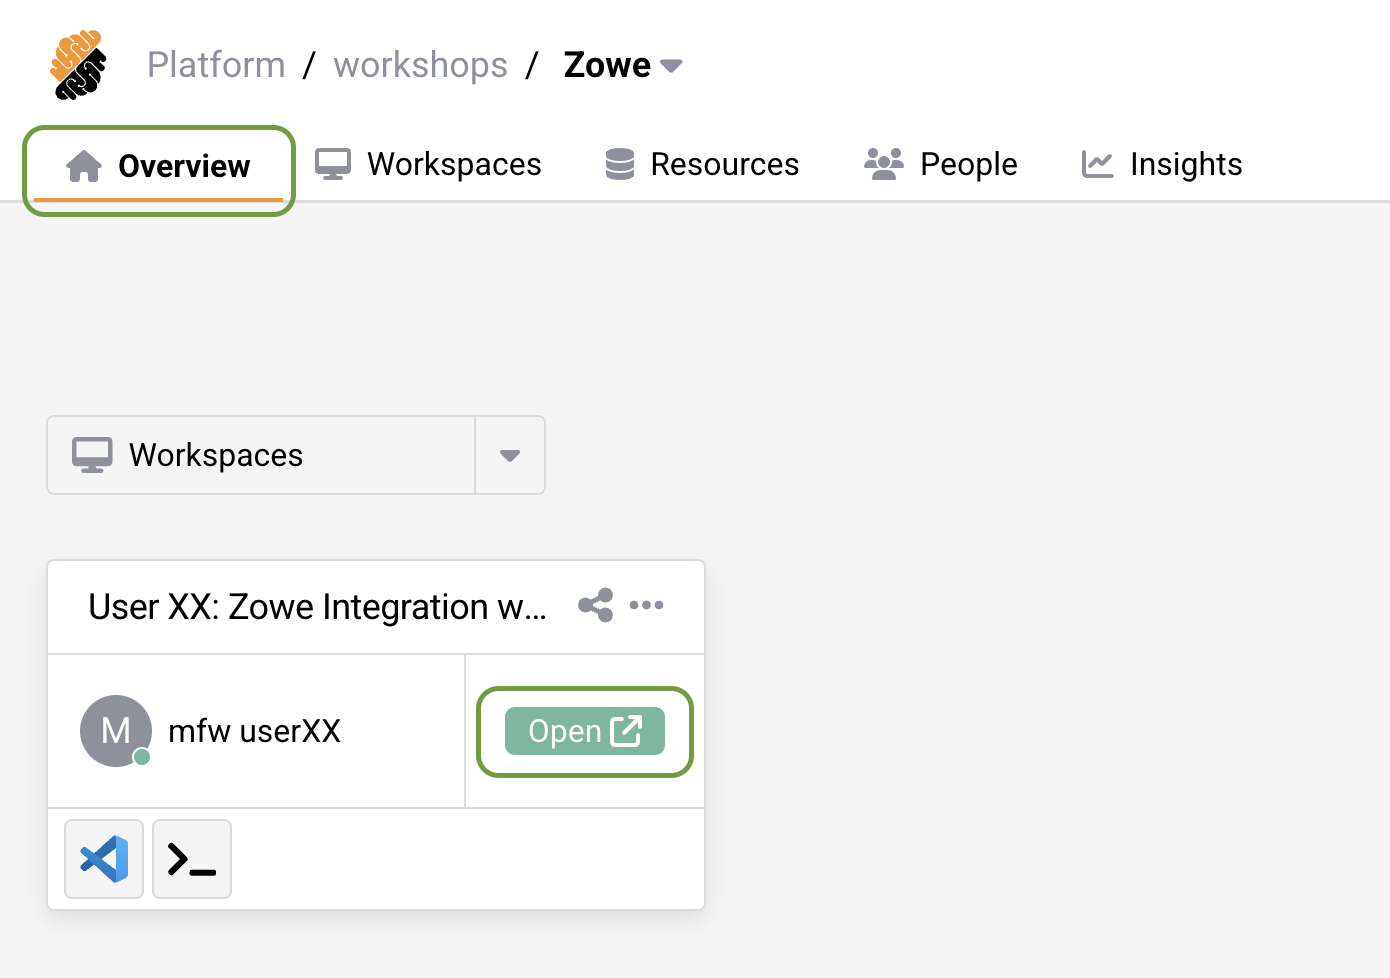 Platform / workshops / Zowe
Overview Workspaces Resources People Insights
Workspaces
User XX: Zowe Integration w...
M mfw userXX Open